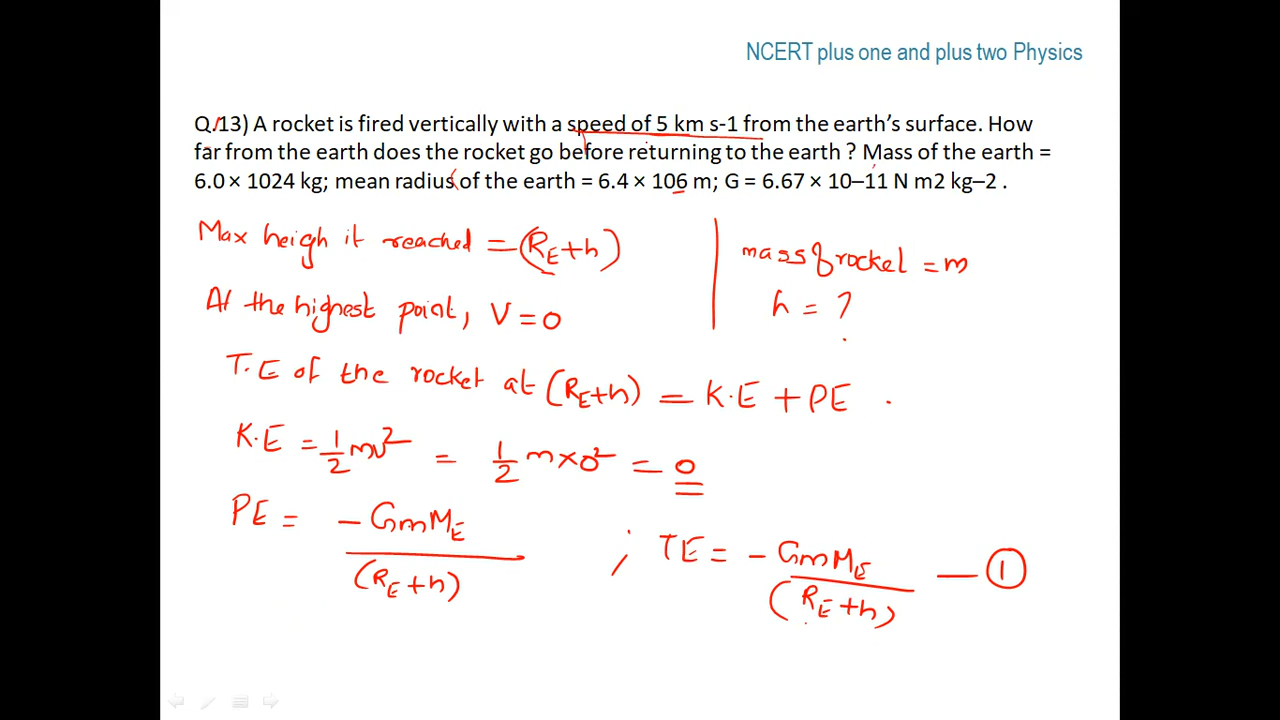 NCERT plus one and plus two Physics
Q.13) A rocket is fired vertically with a speed of 5 km s-1 from the earth's surface. How
far from the earth does the rocket go before returning to the earth ? Mass of the earth =
6.0 × 1024 kg; mean radius of the earth = 6.4 × 106 m; G = 6.67 × 10–11 N m2 kg–2 .
Max heigh it reached = (RE+h)
mass of rocket = m
h = ?
At the highest point, V = 0
T.E of the rocket at (RE+h) = K.E + PE
K.E = 1/2 mv² = 1/2 m×0² = 0
PE = - GmME / (RE+h) ; TE = - GmME / (RE+h) — ①